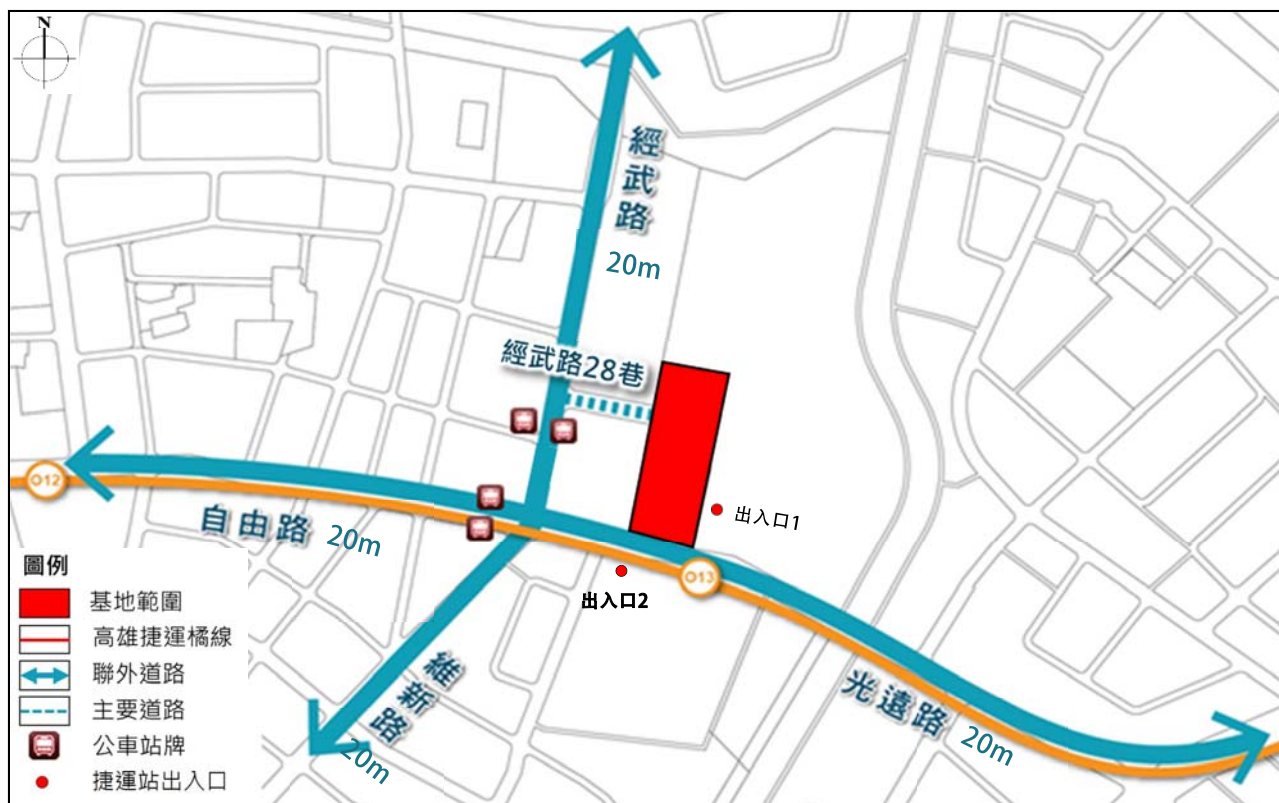 N
經武路
20m
經武路28巷
O12
自由路 20m
出入口1
O13
出入口2
維新路
20m
光遠路
20m
圖例
基地範圍
高雄捷運橘線
聯外道路
主要道路
公車站牌
捷運站出入口